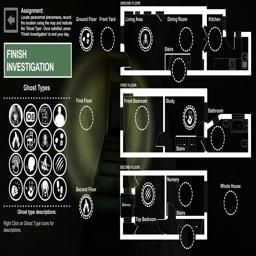 Assignment:
Locate paranormal phenomena, record
the location using the map and indicate
the 'Ghost Type'. Once satisfied, press
'Finish Investigation' to end your day.
FINISH
INVESTIGATION
Ghost Types
Ghost type descriptions:
Right Click on Ghost Type Icons for
descriptions.
GROUND FLOOR
Ground Floor
Front Yard
Living Area
Dining Room
Kitchen
Stairs
FIRST FLOOR
First Floor
Front Bedroom
Study
Bathroom
Stairs
SECOND FLOOR
Second Floor
Nursery
Whole House
Balcony
Top Bedroom
Stairs